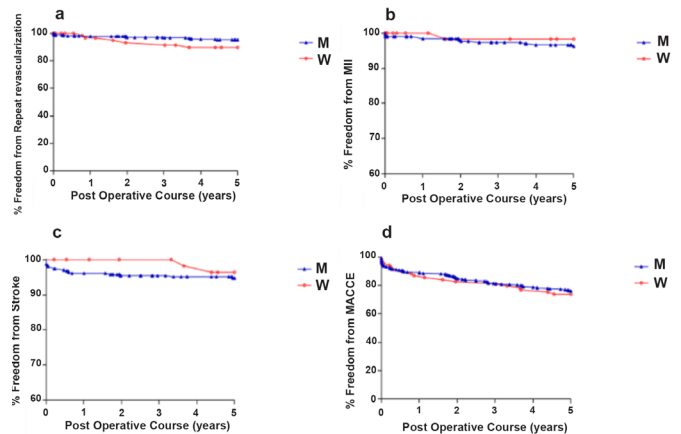 a
% Freedom from Repeat revascularization
100
80
60
40
20
0
0 1 2 3 4 5
Post Operative Course (years)
M
W
b
% Freedom from MII
100
90
80
70
60
0 1 2 3 4 5
Post Operative Course (years)
M
W
c
% Freedom from Stroke
100
90
80
70
60
0 1 2 3 4 5
Post Operative Course (years)
M
W
d
% Freedom from MACCE
100
80
60
40
20
0
0 1 2 3 4 5
Post Operative Course (years)
M
W